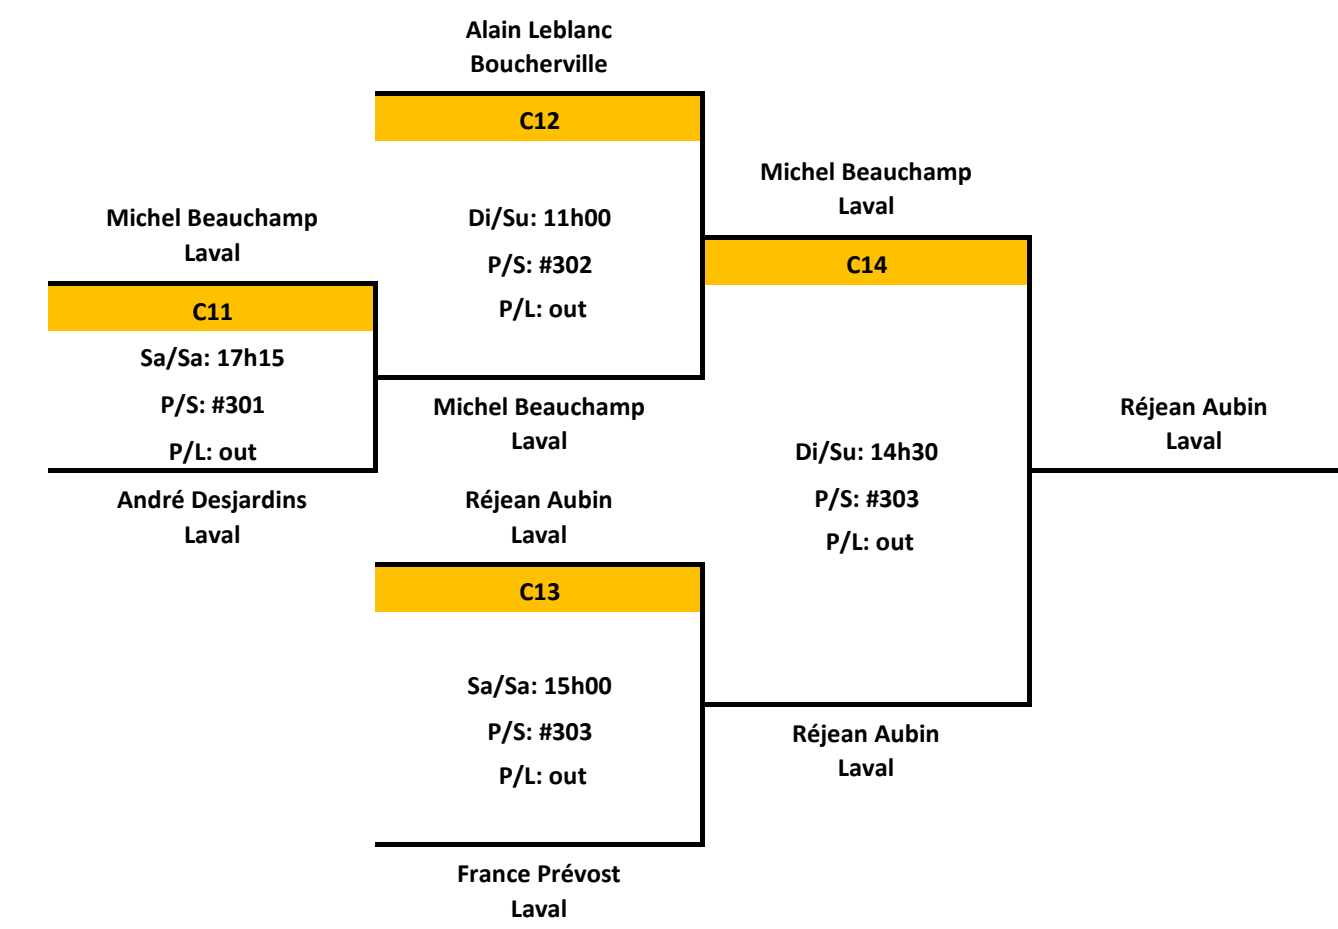 Alain Leblanc
Boucherville
C12
Di/Su: 11h00
P/S: #302
P/L: out
Michel Beauchamp
Laval
C11
Sa/Sa: 17h15
P/S: #301
P/L: out
André Desjardins
Laval
Michel Beauchamp
Laval
Michel Beauchamp
Laval
C14
Di/Su: 14h30
P/S: #303
P/L: out
Réjean Aubin
Laval
Réjean Aubin
Laval
C13
Sa/Sa: 15h00
P/S: #303
P/L: out
France Prévost
Laval
Réjean Aubin
Laval